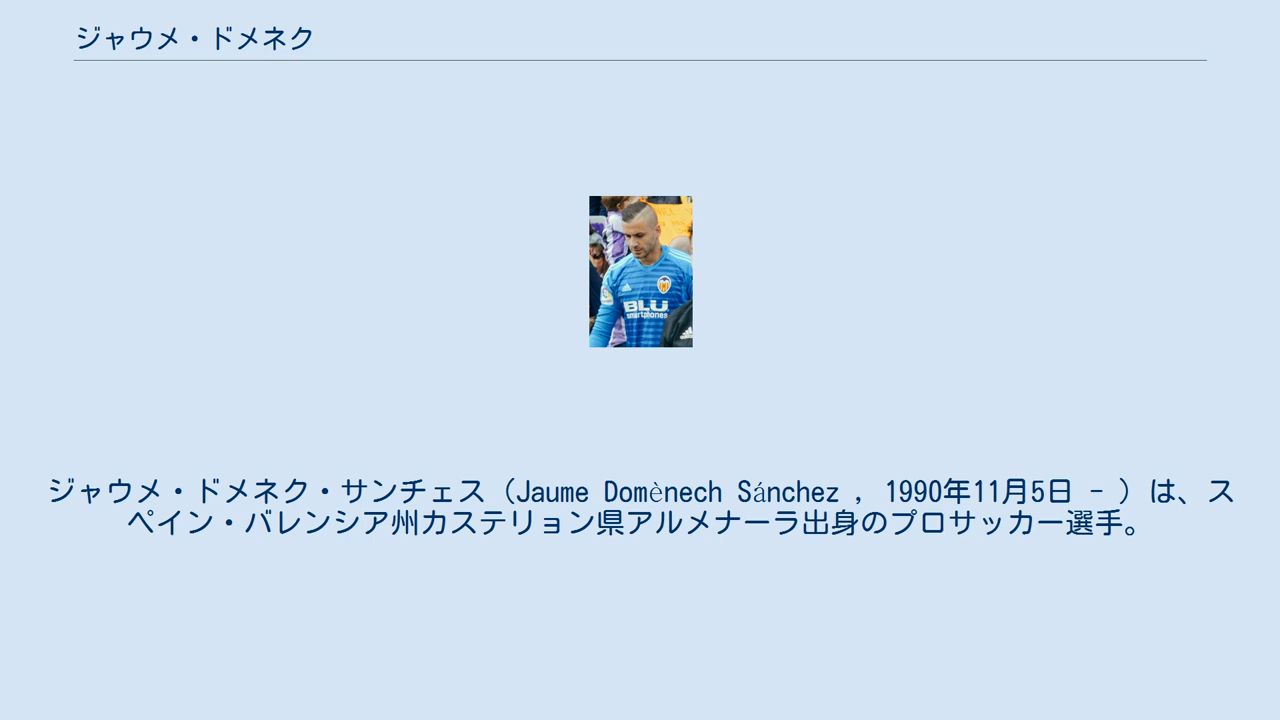 ジャウメ・ドメネク
BLU
smartphones
ジャウメ・ドメネク・サンチェス（Jaume Domènech Sánchez , 1990年11月5日 - ）は、ス
ペイン・バレンシア州カステリョン県アルメナーラ出身のプロサッカー選手。